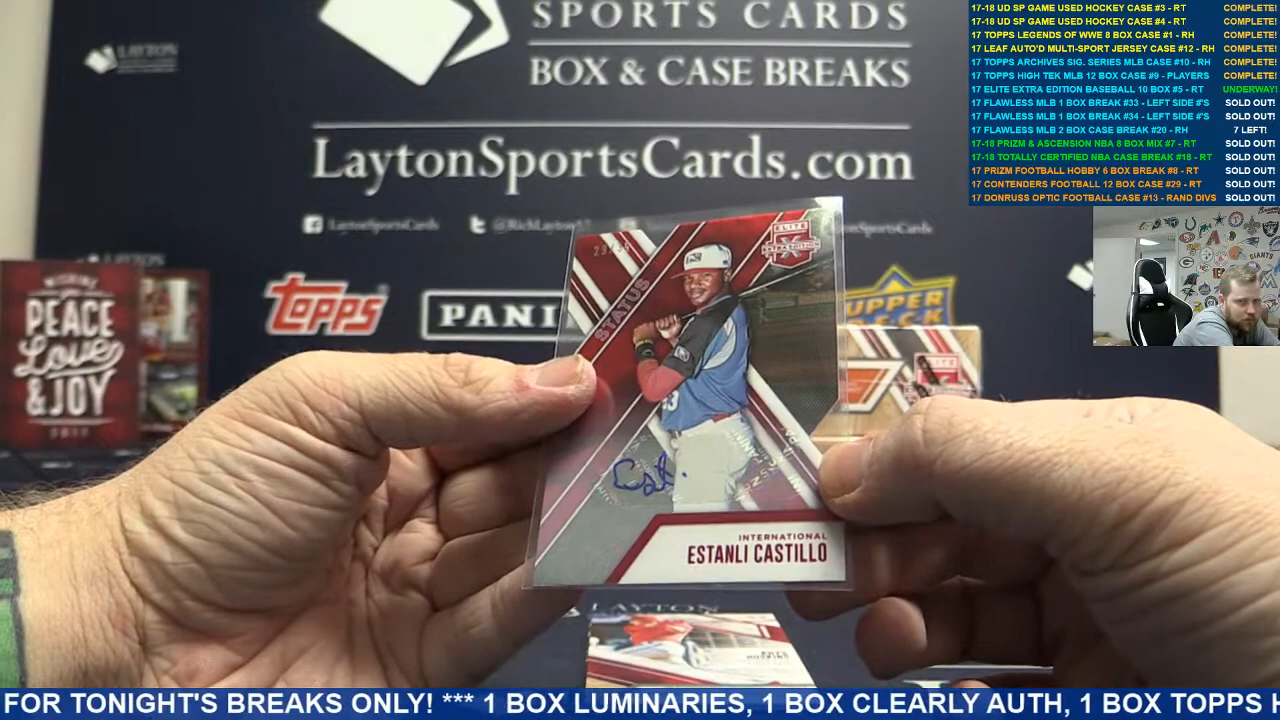 SPORTS CARDS
BOX & CASE BREAKS
LaytonSportsCards.com
LAYTON
LaytonSportsCards
topps
PANI
UPPER DECK
WISHING
PEACE
Love
& JOY
2017
STATUS
ELITE
X
EXTRA EDITION
INTERNATIONAL
ESTANLI CASTILLO
LAYTON
17-18 UD SP GAME USED HOCKEY CASE #3 - RT COMPLETE!
17-18 UD SP GAME USED HOCKEY CASE #4 - RT COMPLETE!
17 TOPPS LEGENDS OF WWE 8 BOX CASE #1 - RH COMPLETE!
17 LEAF AUTO'D MULTI-SPORT JERSEY CASE #12 - RH COMPLETE!
17 TOPPS ARCHIVES SIG. SERIES MLB CASE #10 - RH COMPLETE!
17 TOPPS HIGH TEK MLB 12 BOX CASE #9 - PLAYERS COMPLETE!
17 ELITE EXTRA EDITION BASEBALL 10 BOX #5 - RT UNDERWAY!
17 FLAWLESS MLB 1 BOX BREAK #33 - LEFT SIDE #'S SOLD OUT!
17 FLAWLESS MLB 1 BOX BREAK #34 - LEFT SIDE #'S SOLD OUT!
17 FLAWLESS MLB 2 BOX CASE BREAK #20 - RH 7 LEFT!
17-18 PRIZM & ASCENSION NBA 8 BOX MIX #7 - RT SOLD OUT!
17-18 TOTALLY CERTIFIED NBA CASE BREAK #16 - RT SOLD OUT!
17 PRIZM FOOTBALL HOBBY 6 BOX BREAK #8 - RT SOLD OUT!
17 CONTENDERS FOOTBALL 12 BOX CASE #29 - RT SOLD OUT!
17 DONRUSS OPTIC FOOTBALL CASE #13 - RAND DIVS SOLD OUT!
GIANTS
FOR TONIGHT'S BREAKS ONLY! *** 1 BOX LUMINARIES, 1 BOX CLEARLY AUTH, 1 BOX TOPPS